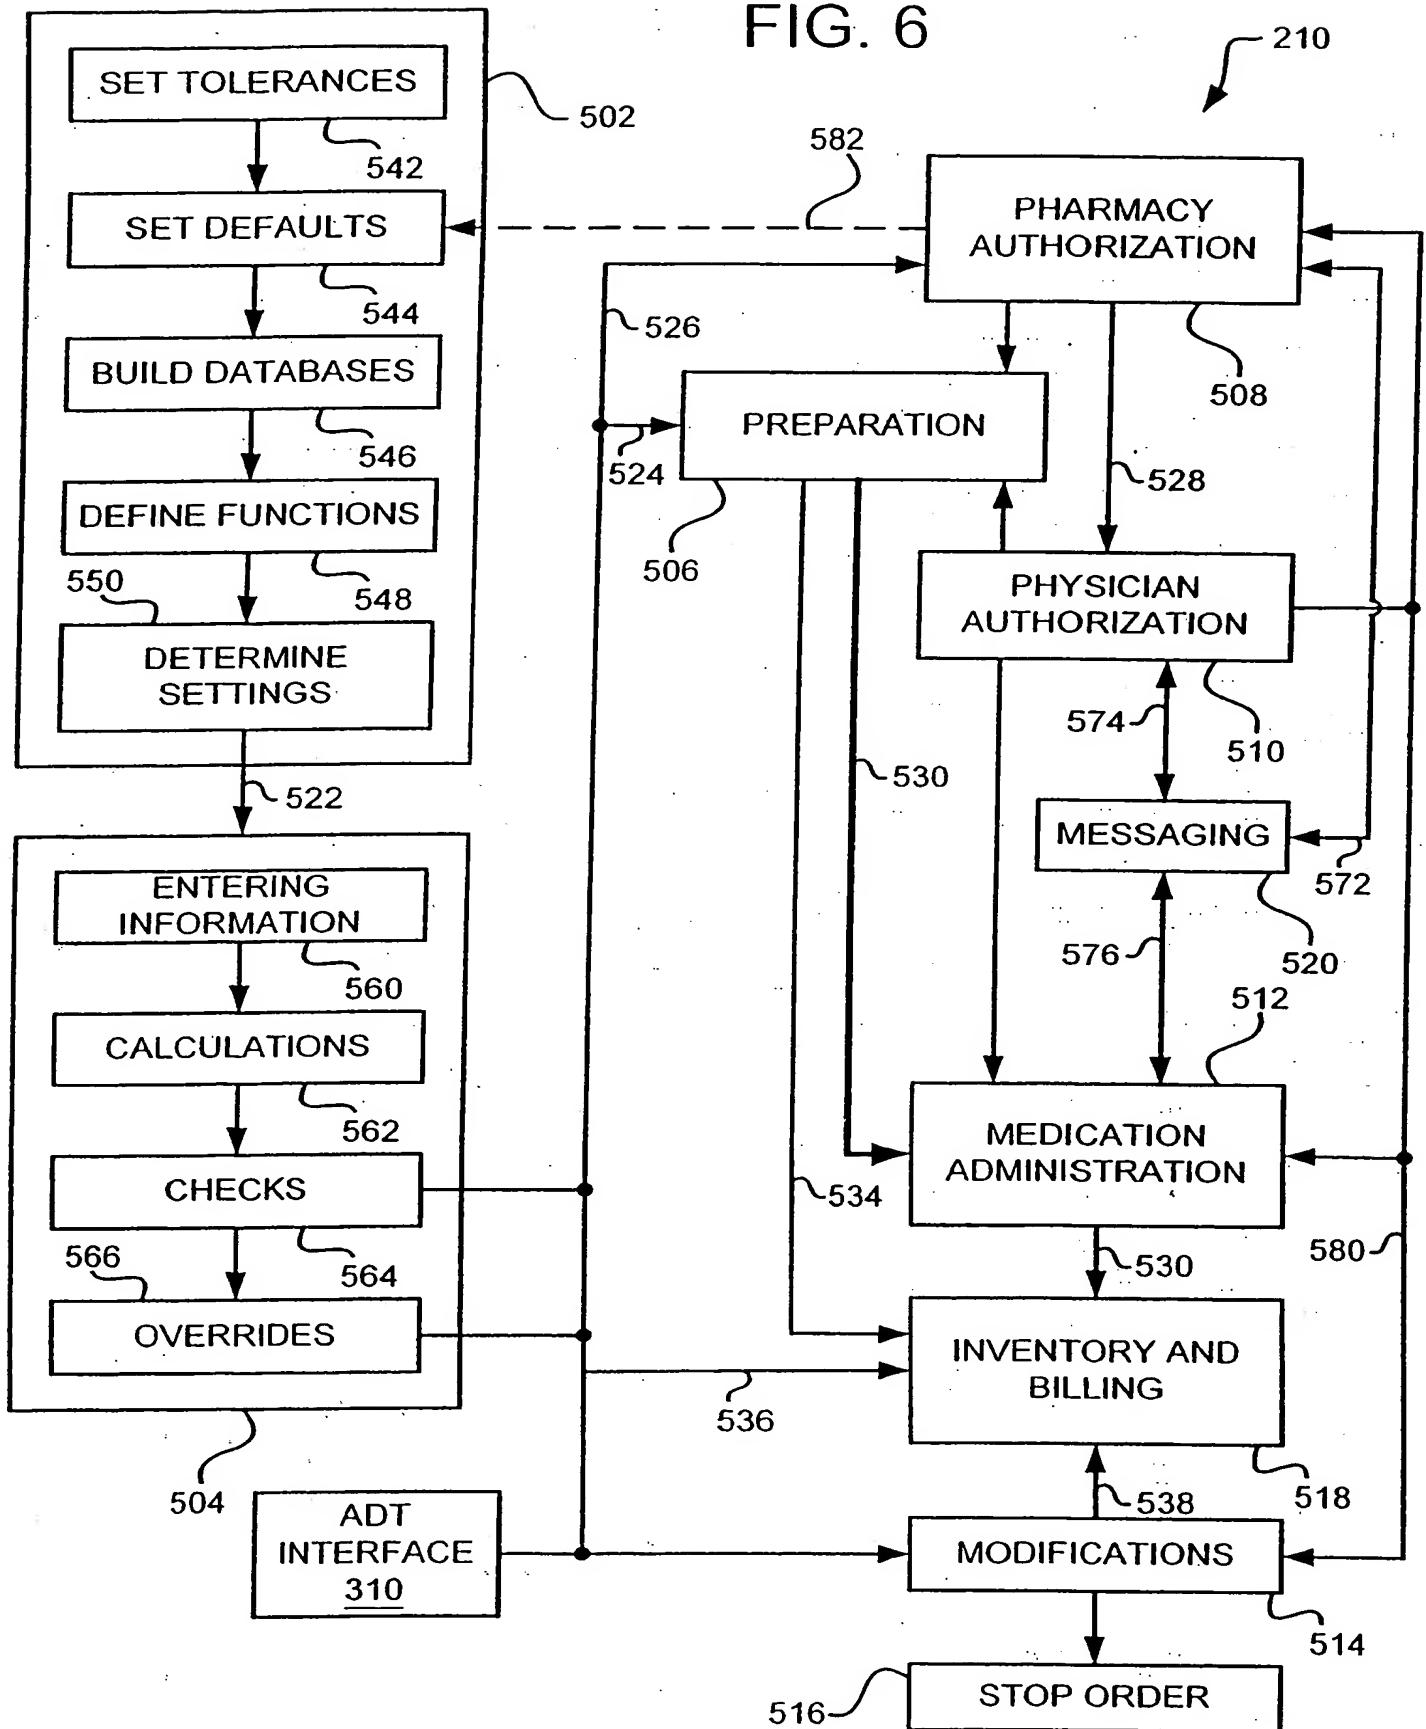 FIG. 6
210
SET TOLERANCES
502
542
582
SET DEFAULTS
PHARMACY
AUTHORIZATION
544
526
BUILD DATABASES
508
PREPARATION
546
524
528
DEFINE FUNCTIONS
506
550
548
PHYSICIAN
AUTHORIZATION
DETERMINE
SETTINGS
574
510
530
522
MESSAGING
572
ENTERING
INFORMATION
576
520
560
512
CALCULATIONS
562
MEDICATION
ADMINISTRATION
CHECKS
534
580
566
564
530
OVERRIDES
INVENTORY AND
BILLING
536
504
518
538
ADT
INTERFACE
310
MODIFICATIONS
514
516
STOP ORDER